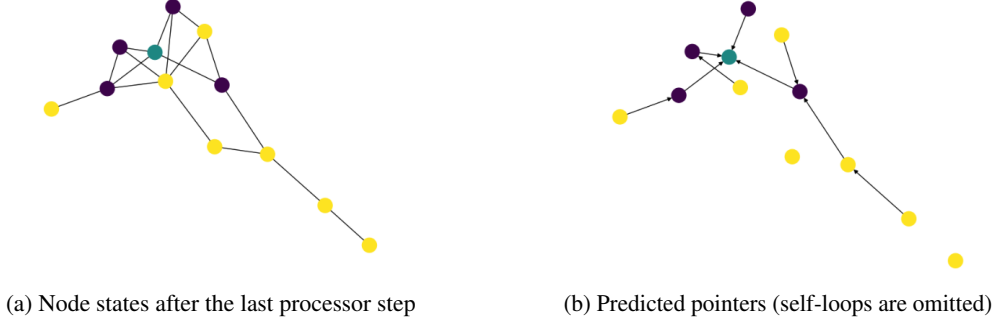 (a) Node states after the last processor step
(b) Predicted pointers (self-loops are omitted)